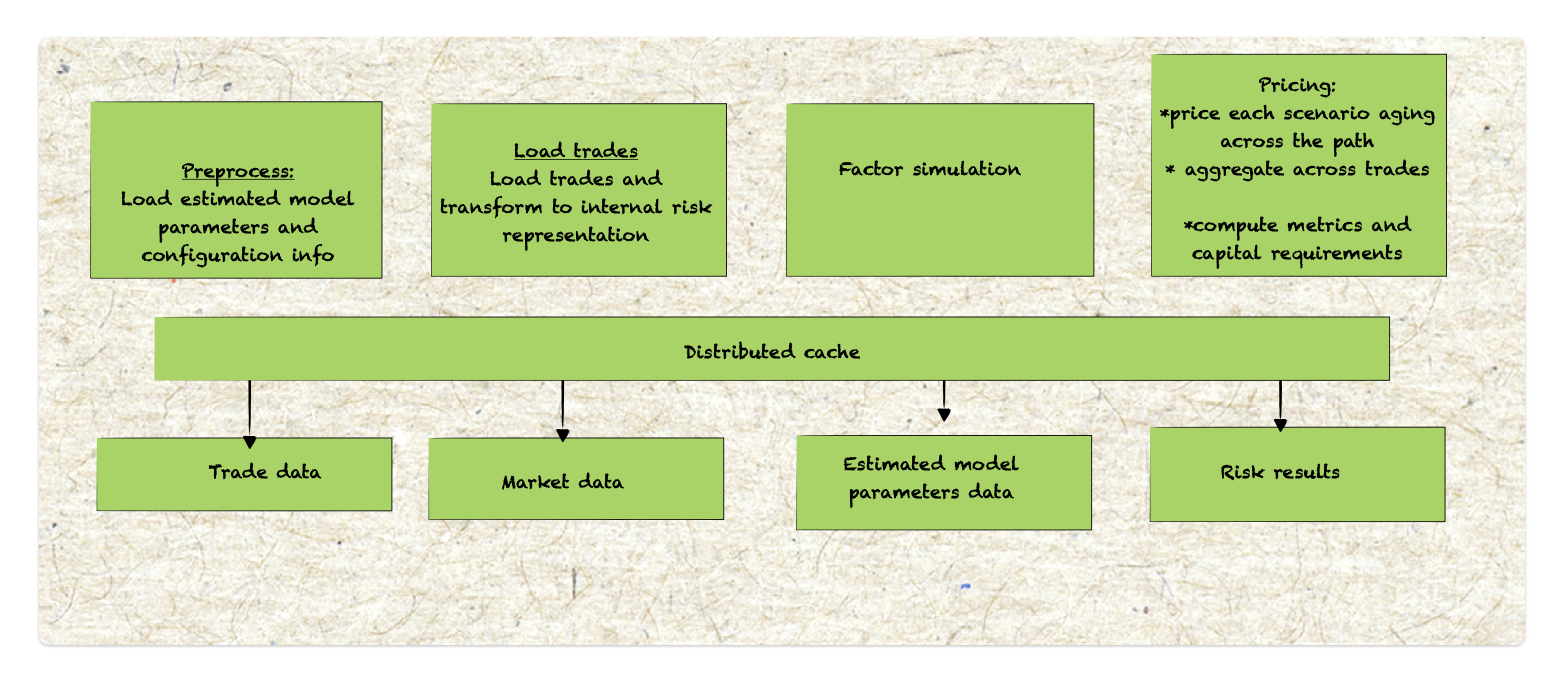 Preprocess:
Load estimated model
parameters and
configuration info
Load trades
Load trades and
transform to internal risk
representation
Factor simulation
Pricing:
*price each scenario aging
across the path
* aggregate across trades
*compute metrics and
capital requirements
Distributed cache
Trade data
Market data
Estimated model
parameters data
Risk results